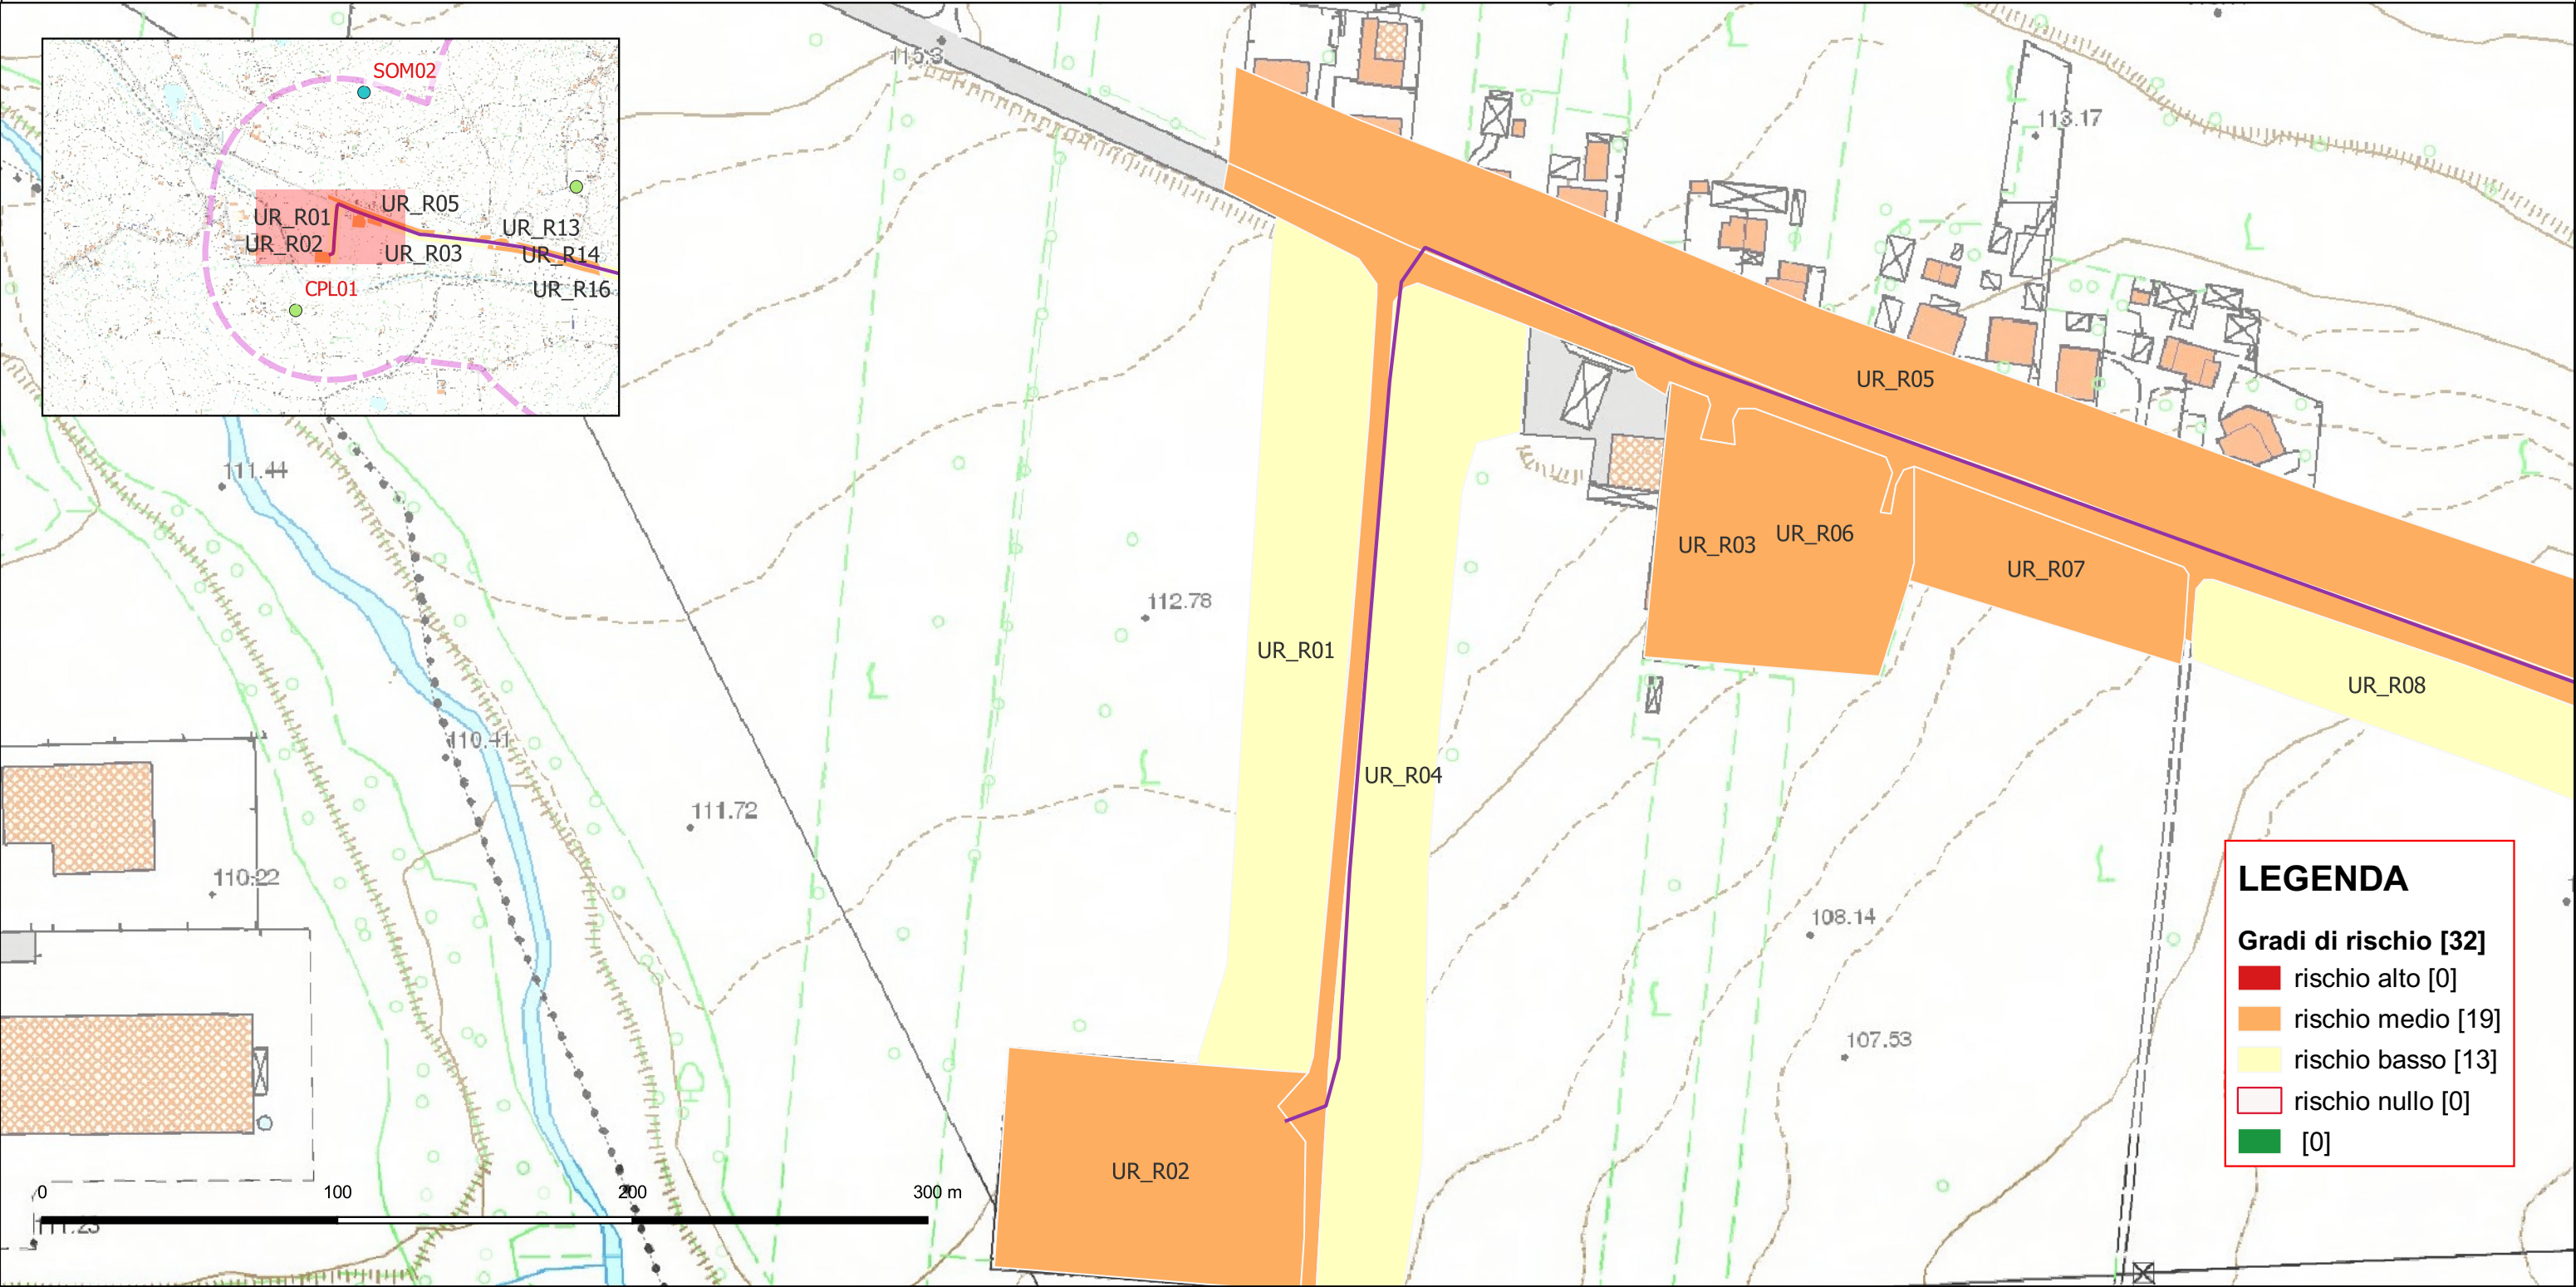 SOM02
UR_R01
UR_R05
UR_R02
UR_R03
UR_R13
UR_R14
UR_R16
CPL01
115.3
113.17
UR_R05
111.44
UR_R03
UR_R06
UR_R07
112.78
UR_R01
UR_R08
110.41
UR_R04
111.72
110.22
108.14
107.53
UR_R02
0
100
200
300 m
111.23
LEGENDA
Gradi di rischio [32]
rischio alto [0]
rischio medio [19]
rischio basso [13]
rischio nullo [0]
[0]